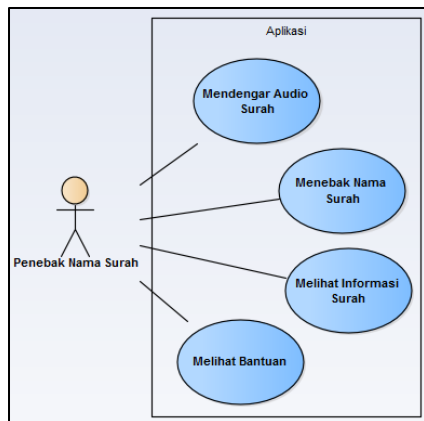 Aplikasi
Mendengar Audio
Surah
Menebak Nama
Surah
Penebak Nama Surah
Melihat Informasi
Surah
Melihat Bantuan